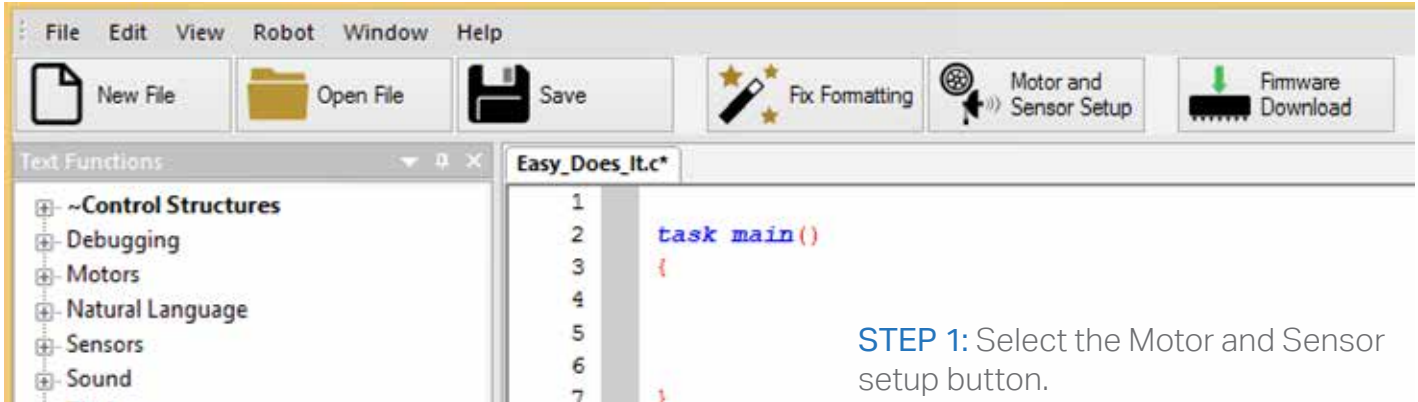 File Edit View Robot Window Help
New File
Open File
Save
Fix Formatting
Motor and
Sensor Setup
Firmware
Download
Text Functions
~Control Structures
Debugging
Motors
Natural Language
Sensors
Sound
Easy_Does_It.c*
1
2 task main()
3 {
4
5
6
7 }
STEP 1: Select the Motor and Sensor
setup button.